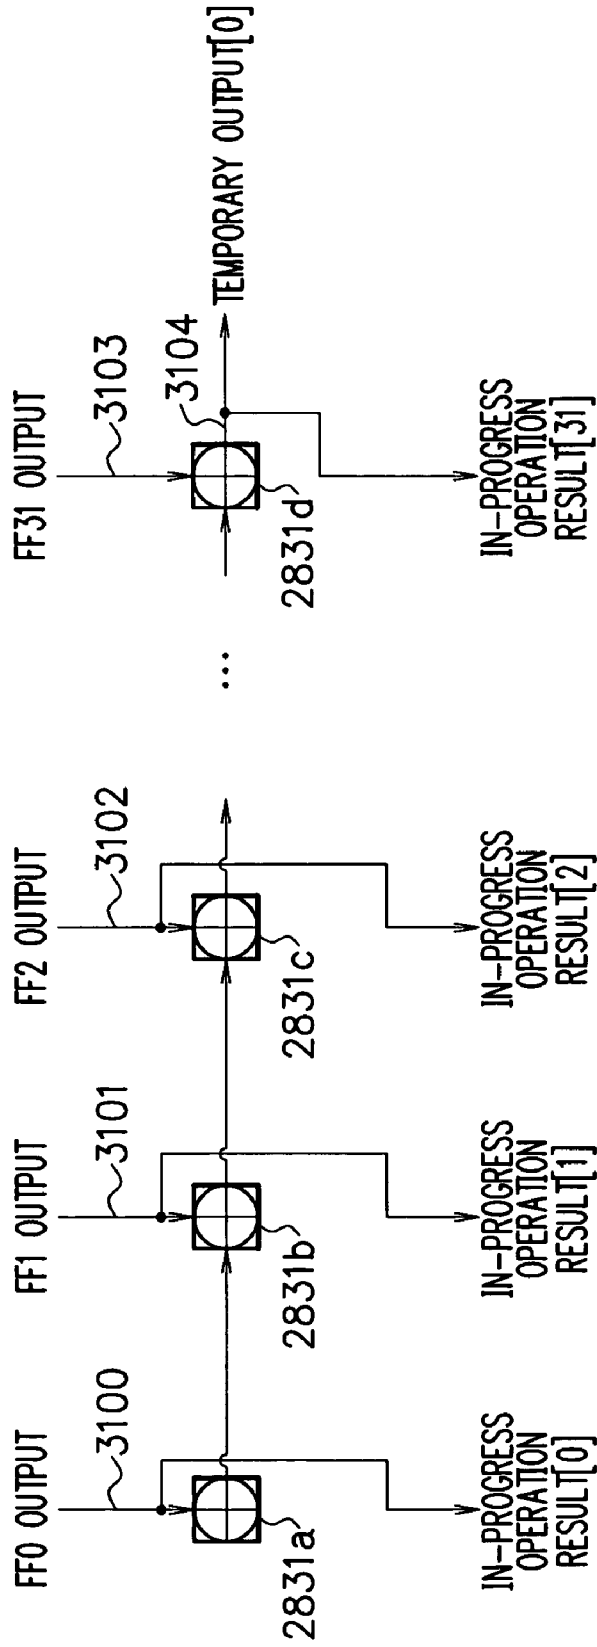 FF0 OUTPUT
3100
2831a
IN-PROGRESS
OPERATION
RESULT[0]
FF1 OUTPUT
3101
2831b
IN-PROGRESS
OPERATION
RESULT[1]
FF2 OUTPUT
3102
2831c
IN-PROGRESS
OPERATION
RESULT[2]
...
FF31 OUTPUT
3103
3104
TEMPORARY OUTPUT[0]
2831d
IN-PROGRESS
OPERATION
RESULT[31]